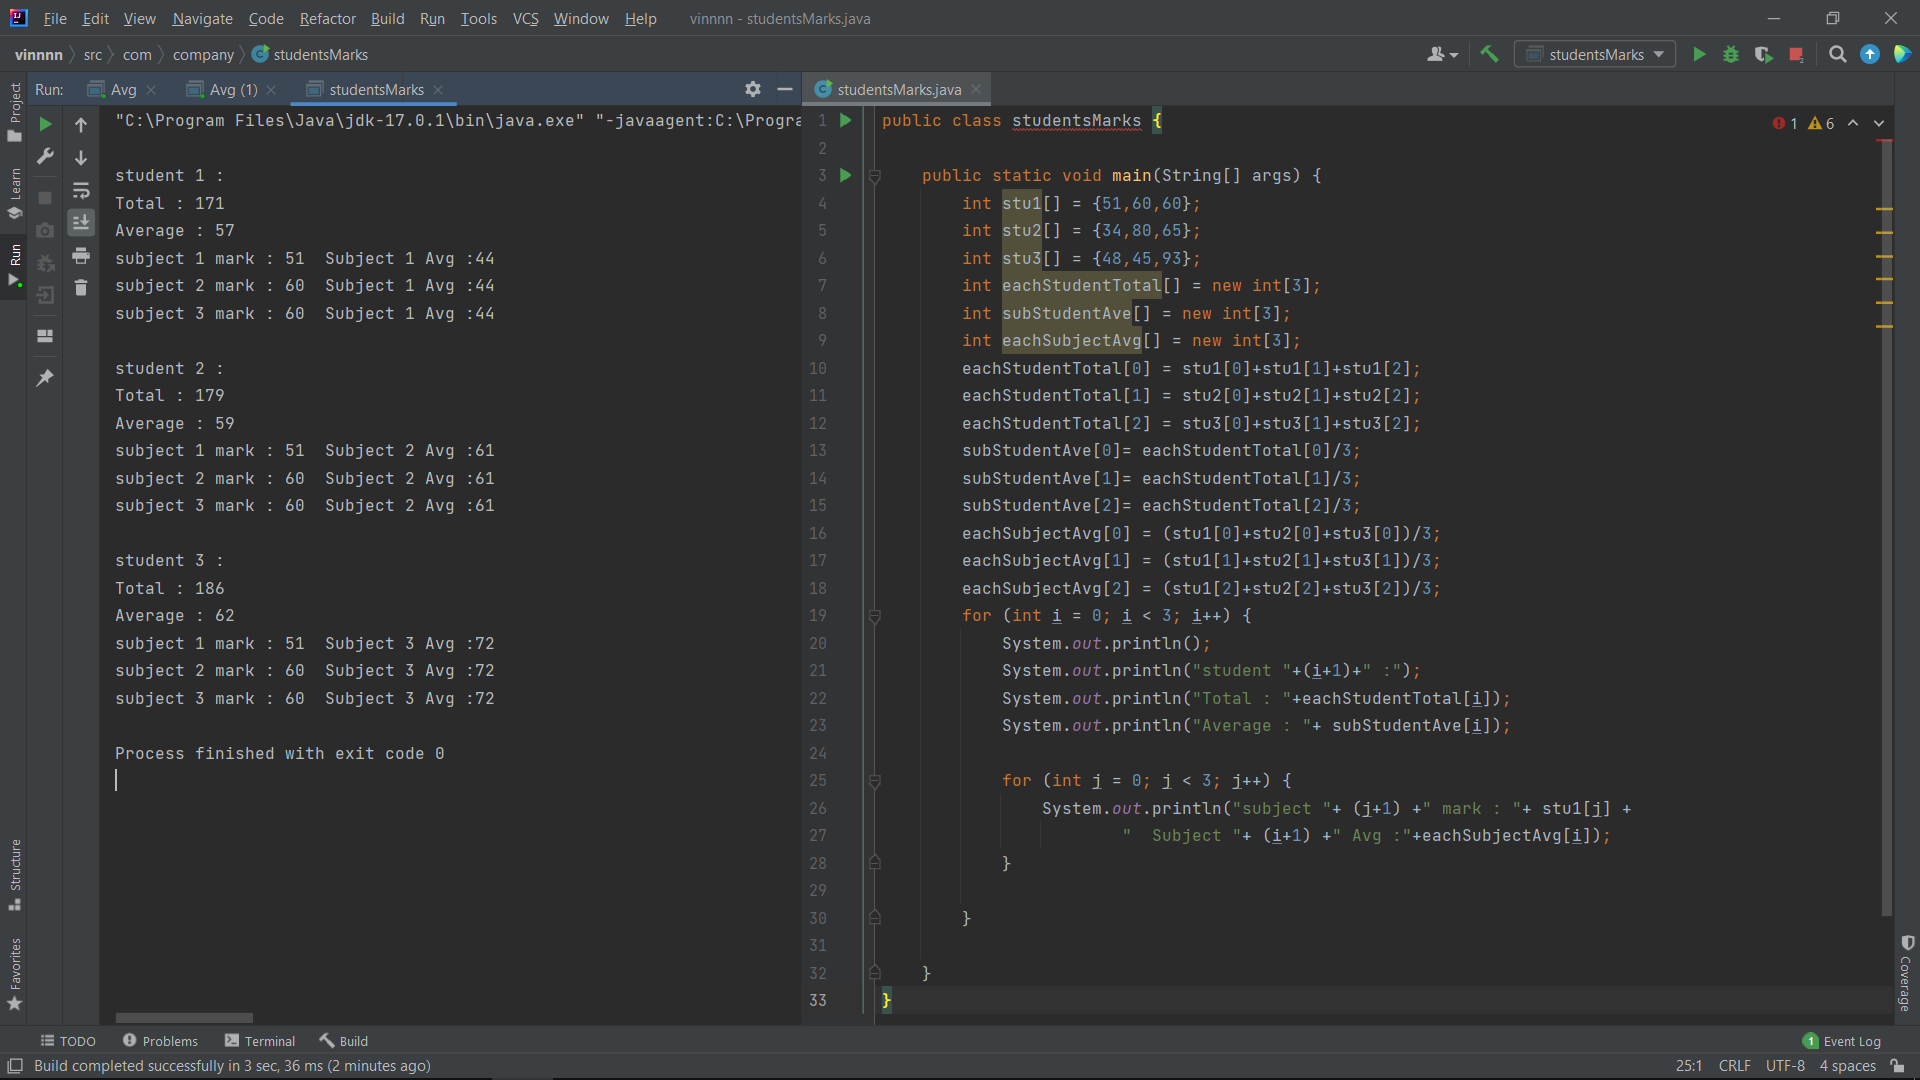 File Edit View Navigate Code Refactor Build Run Tools VCS Window Help vinnnn - studentsMarks.java
vinnnn src com company studentsMarks studentsMarks
Run: Avg Avg (1) studentsMarks
studentsMarks.java
Project
Learn
Run
Structure
Favorites
"C:\Program Files\Java\jdk-17.0.1\bin\java.exe" "-javaagent:C:\Progra
student 1 :
Total : 171
Average : 57
subject 1 mark : 51  Subject 1 Avg :44
subject 2 mark : 60  Subject 1 Avg :44
subject 3 mark : 60  Subject 1 Avg :44
student 2 :
Total : 179
Average : 59
subject 1 mark : 51  Subject 2 Avg :61
subject 2 mark : 60  Subject 2 Avg :61
subject 3 mark : 60  Subject 2 Avg :61
student 3 :
Total : 186
Average : 62
subject 1 mark : 51  Subject 3 Avg :72
subject 2 mark : 60  Subject 3 Avg :72
subject 3 mark : 60  Subject 3 Avg :72
Process finished with exit code 0
1 public class studentsMarks {
2
3 public static void main(String[] args) {
4 int stu1[] = {51,60,60};
5 int stu2[] = {34,80,65};
6 int stu3[] = {48,45,93};
7 int eachStudentTotal[] = new int[3];
8 int subStudentAve[] = new int[3];
9 int eachSubjectAvg[] = new int[3];
10 eachStudentTotal[0] = stu1[0]+stu1[1]+stu1[2];
11 eachStudentTotal[1] = stu2[0]+stu2[1]+stu2[2];
12 eachStudentTotal[2] = stu3[0]+stu3[1]+stu3[2];
13 subStudentAve[0]= eachStudentTotal[0]/3;
14 subStudentAve[1]= eachStudentTotal[1]/3;
15 subStudentAve[2]= eachStudentTotal[2]/3;
16 eachSubjectAvg[0] = (stu1[0]+stu2[0]+stu3[0])/3;
17 eachSubjectAvg[1] = (stu1[1]+stu2[1]+stu3[1])/3;
18 eachSubjectAvg[2] = (stu1[2]+stu2[2]+stu3[2])/3;
19 for (int i = 0; i < 3; i++) {
20 System.out.println();
21 System.out.println("student "+(i+1)+" :");
22 System.out.println("Total : "+eachStudentTotal[i]);
23 System.out.println("Average : "+ subStudentAve[i]);
24
25 for (int j = 0; j < 3; j++) {
26 System.out.println("subject "+ (j+1) +" mark : "+ stu1[j] +
27 "  Subject "+ (i+1) +" Avg :"+eachSubjectAvg[i]);
28 }
29
30 }
31
32 }
33 }
1 6
Coverage
TODO Problems Terminal Build 1 Event Log
Build completed successfully in 3 sec, 36 ms (2 minutes ago) 25:1 CRLF UTF-8 4 spaces